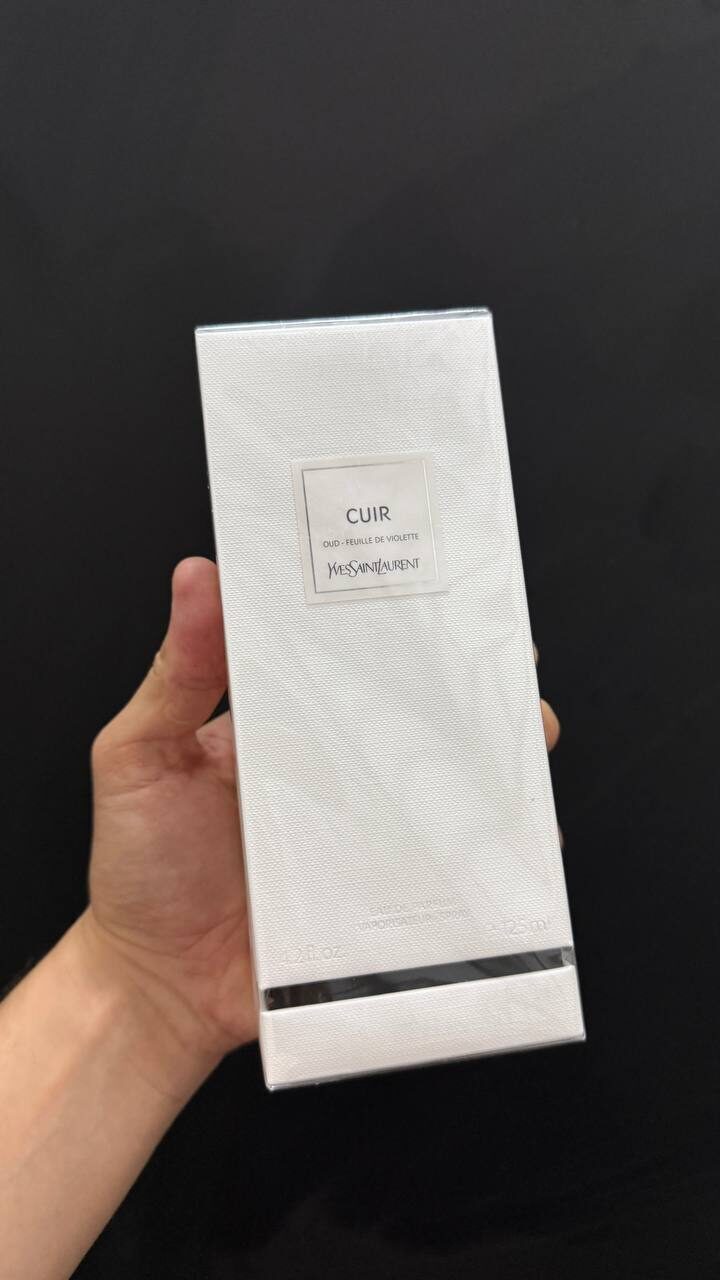 CUIR
OUD - FEUILLE DE VIOLETTE
YVESSAINTLAURENT
EAU DE PARFUM
VAPORISATEUR SPRAY
4.2 fl. oz. ℮ 125 ml